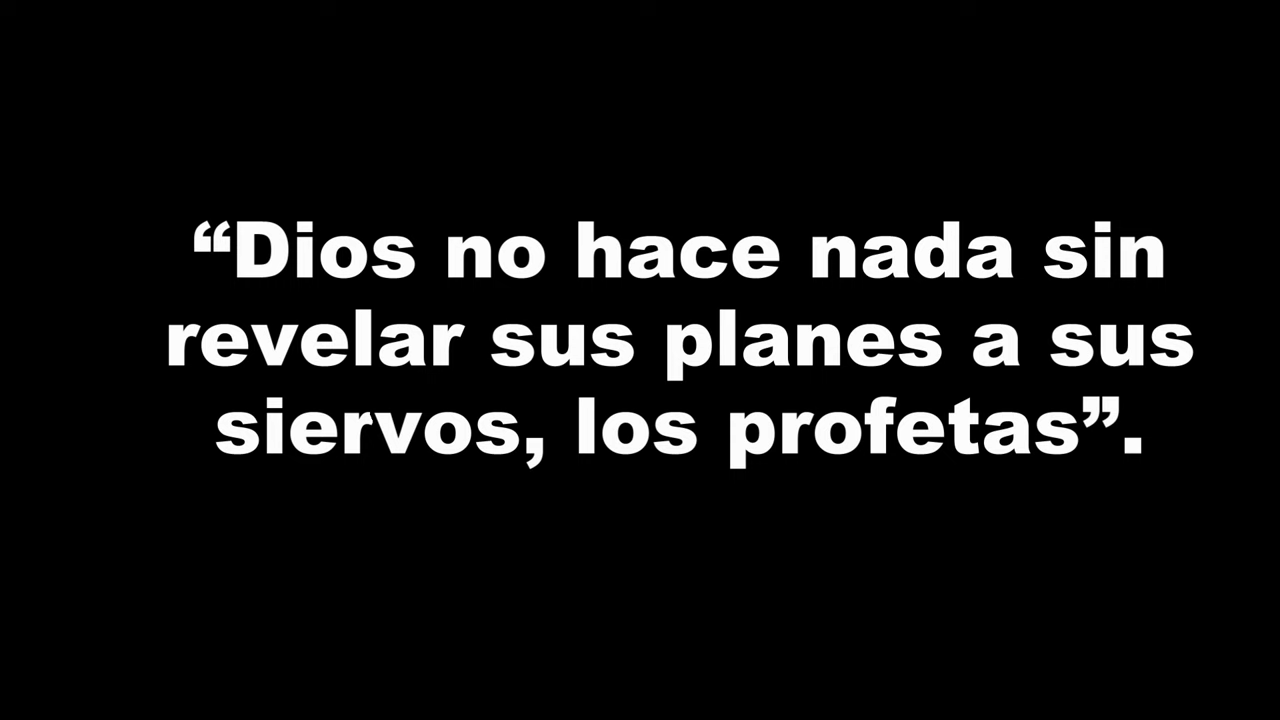 “Dios no hace nada sin
revelar sus planes a sus
siervos, los profetas”.